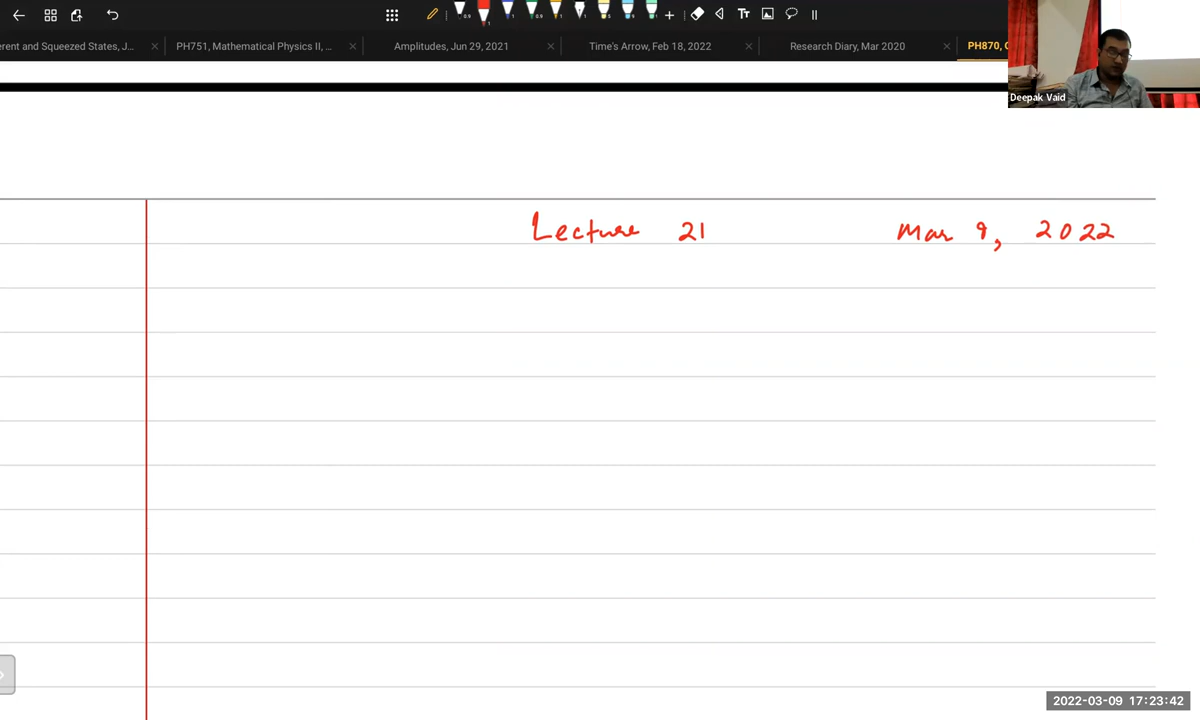 erent and Squeezed States, J... PH751, Mathematical Physics II, ... Amplitudes, Jun 29, 2021 Time's Arrow, Feb 18, 2022 Research Diary, Mar 2020 PH870,
Deepak Vaid
Lecture 21 Mar 9, 2022
2022-03-09 17:23:42